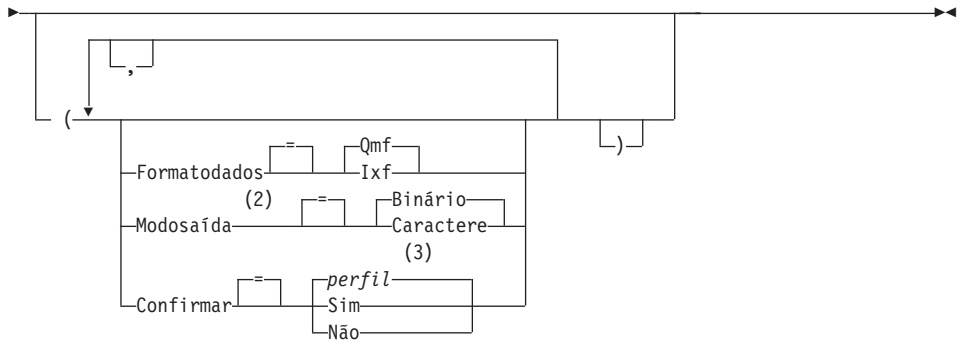 ,
(
)
= Qmf
Formatodados Ixf
(2) = Binário
Modosaída Caractere
(3)
= perfil
Confirmar Sim
Não